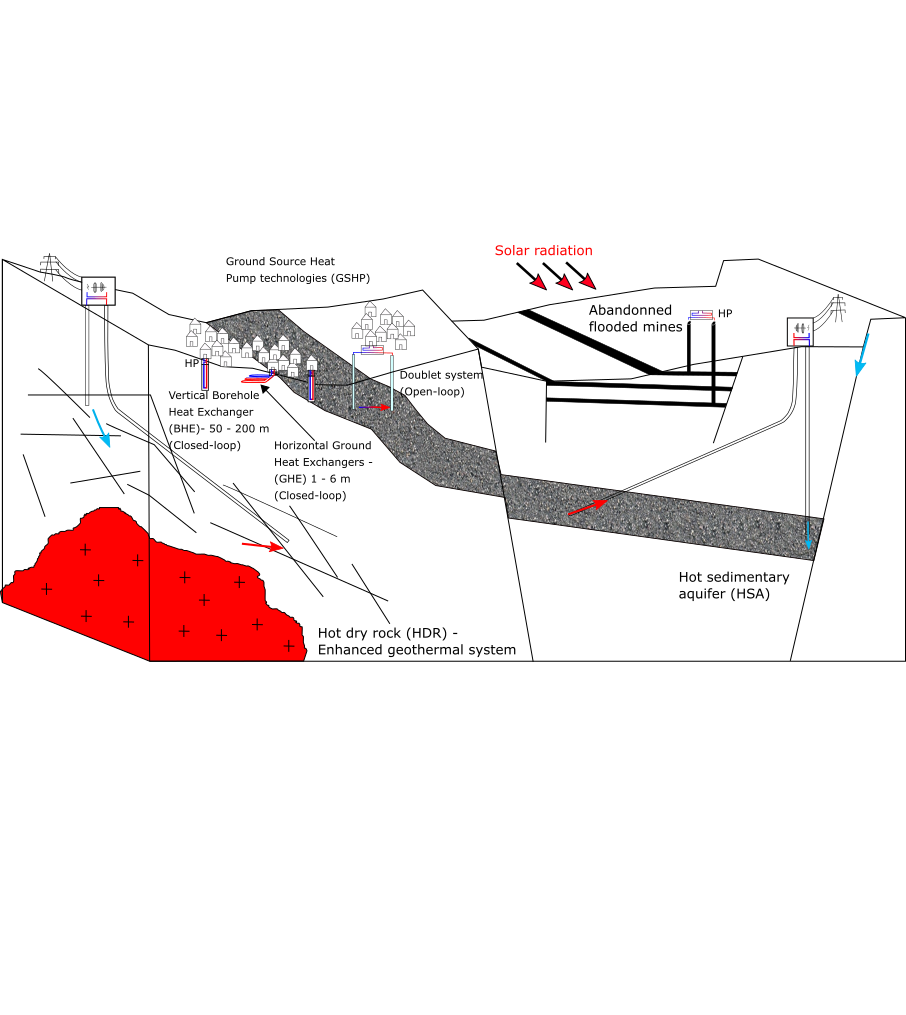 Solar radiation
Ground Source Heat
Pump technologies (GSHP)
Abandonned
flooded mines
HP
HP
Doublet system
(Open-loop)
Vertical Borehole
Heat Exchanger
(BHE)- 50 - 200 m
(Closed-loop)
Horizontal Ground
Heat Exchangers -
(GHE) 1 - 6 m
(Closed-loop)
Hot sedimentary
aquifer (HSA)
Hot dry rock (HDR) -
Enhanced geothermal system